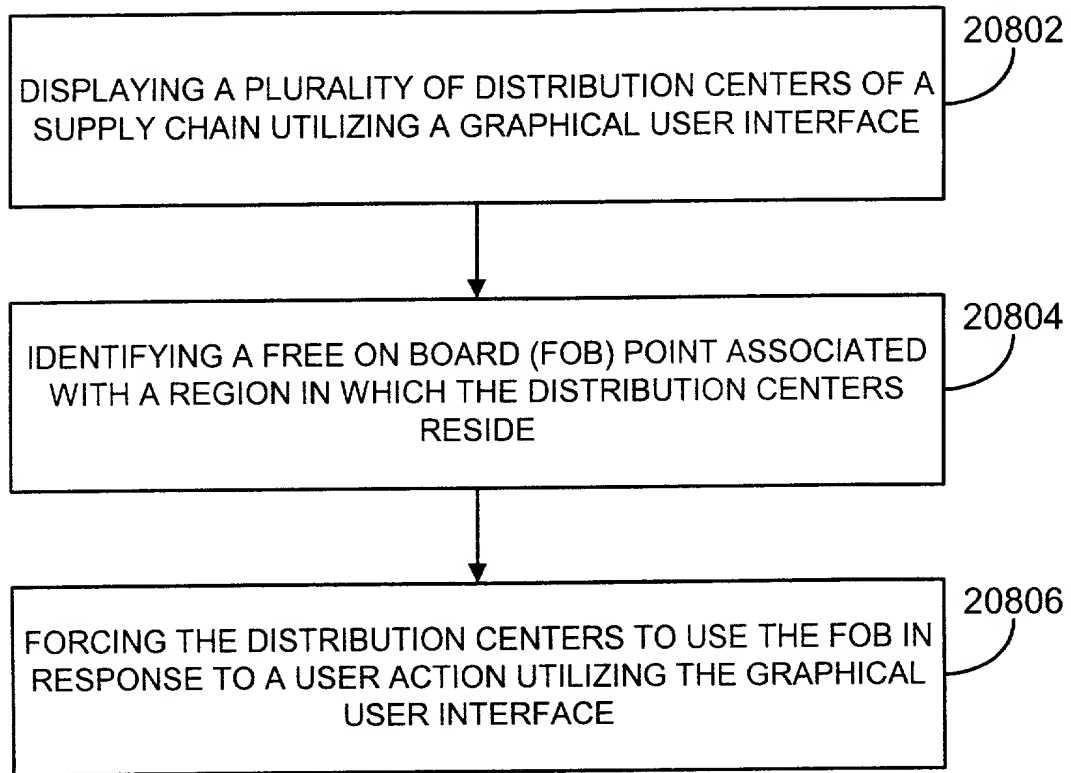 20802
DISPLAYING A PLURALITY OF DISTRIBUTION CENTERS OF A
SUPPLY CHAIN UTILIZING A GRAPHICAL USER INTERFACE
20804
IDENTIFYING A FREE ON BOARD (FOB) POINT ASSOCIATED
WITH A REGION IN WHICH THE DISTRIBUTION CENTERS
RESIDE
20806
FORCING THE DISTRIBUTION CENTERS TO USE THE FOB IN
RESPONSE TO A USER ACTION UTILIZING THE GRAPHICAL
USER INTERFACE